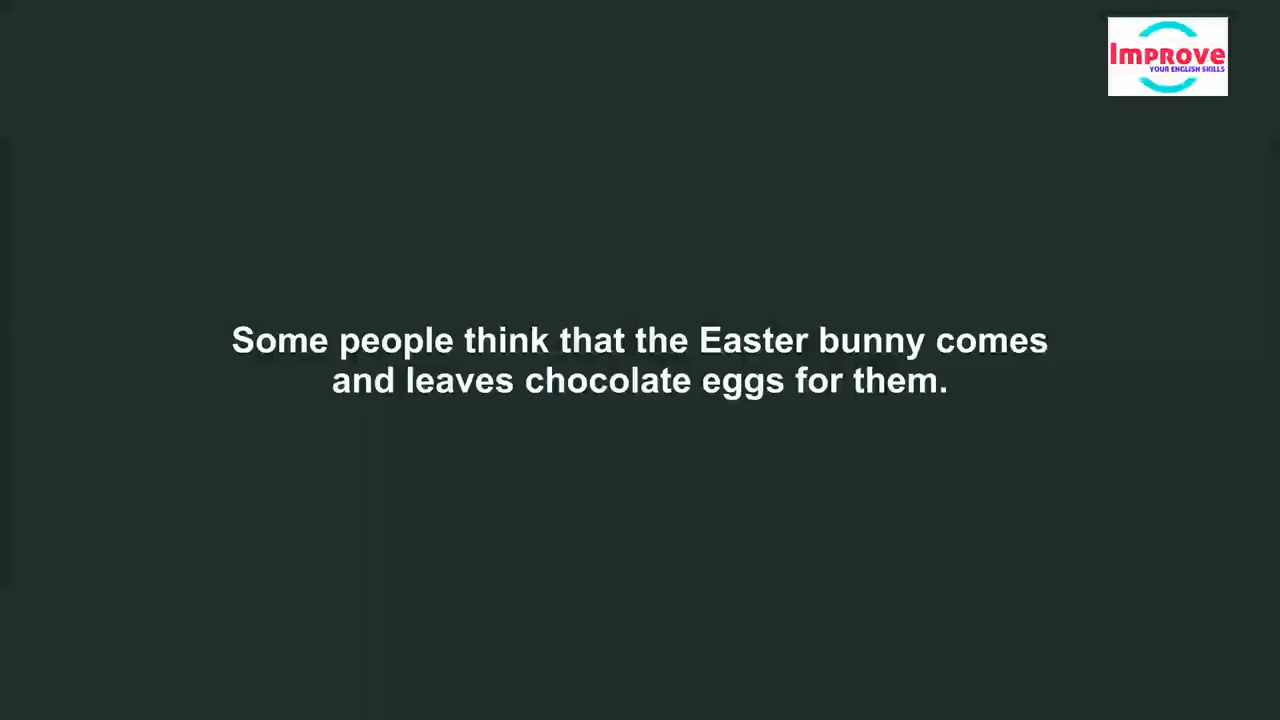 Improve
YOUR ENGLISH SKILLS
Some people think that the Easter bunny comes
and leaves chocolate eggs for them.